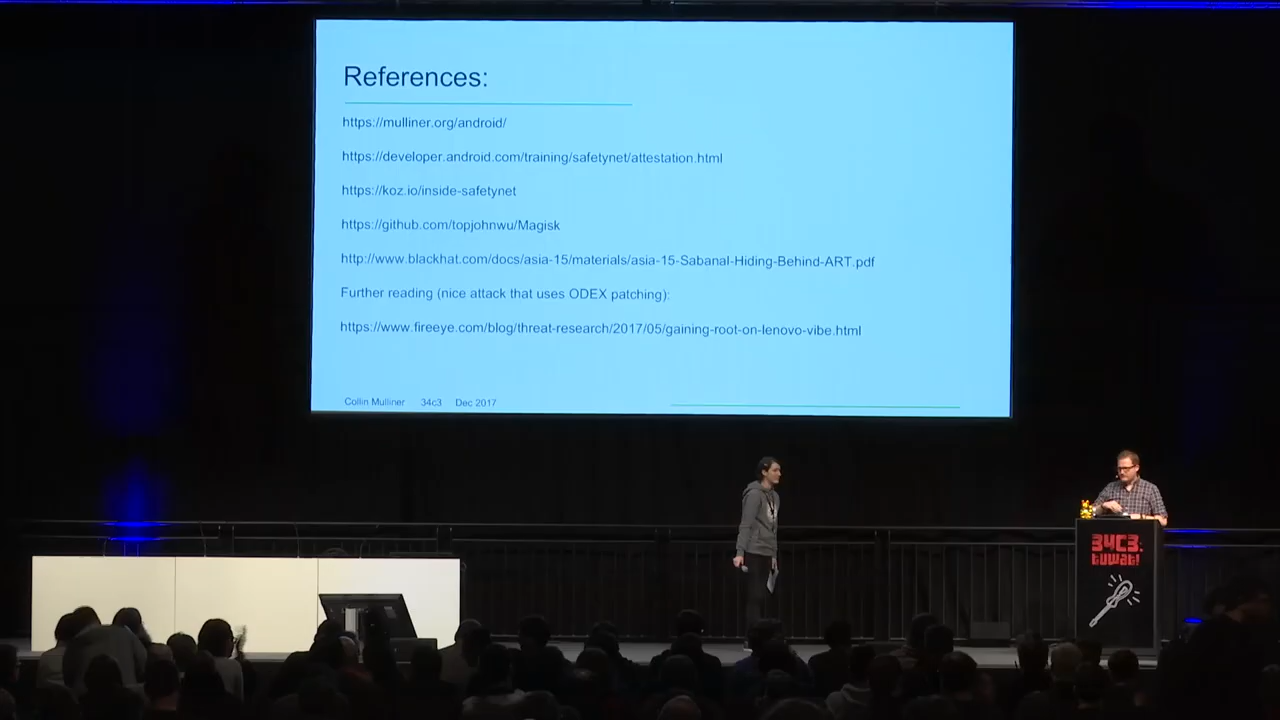 References:
https://mulliner.org/android/
https://developer.android.com/training/safetynet/attestation.html
https://koz.io/inside-safetynet
https://github.com/topjohnwu/Magisk
http://www.blackhat.com/docs/asia-15/materials/asia-15-Sabanal-Hiding-Behind-ART.pdf
Further reading (nice attack that uses ODEX patching):
https://www.fireeye.com/blog/threat-research/2017/05/gaining-root-on-lenovo-vibe.html
Collin Mulliner 34c3 Dec 2017
34C3:
tuwat!